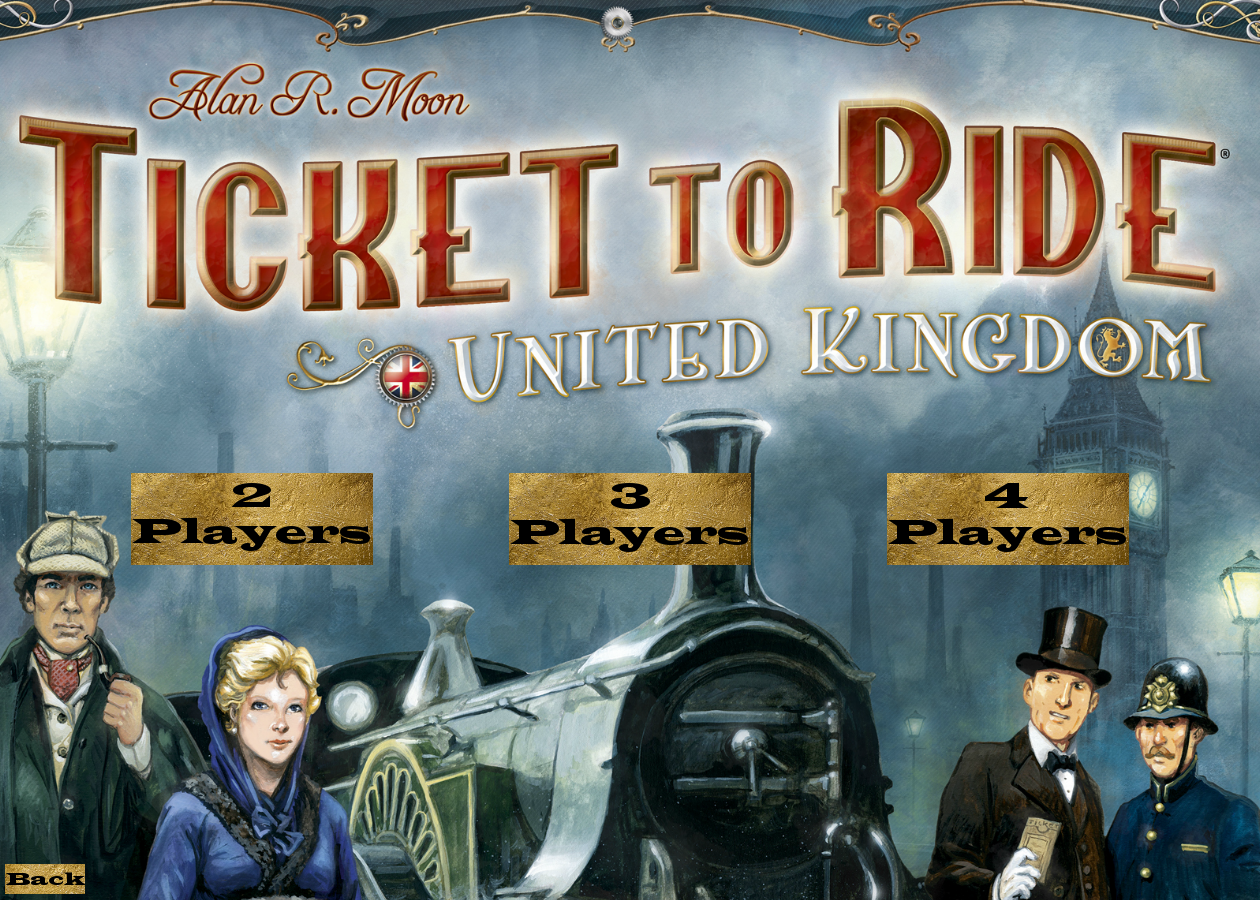 Alan R. Moon
TICKET TO RIDE®
UNITED KINGDOM
2
Players
3
Players
4
Players
Back